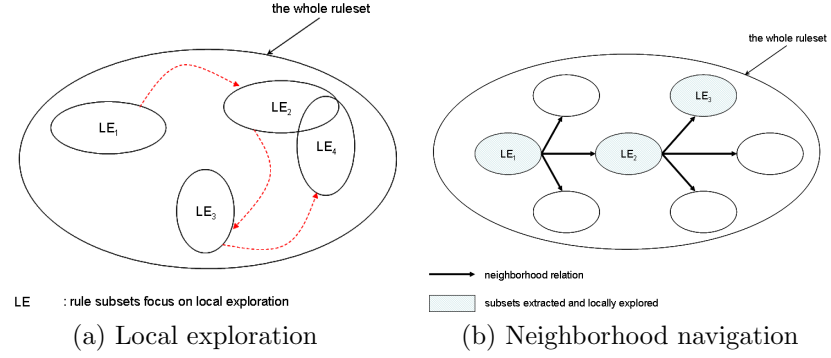 the whole ruleset
LE1
LE2
LE4
LE3
LE : rule subsets focus on local exploration
(a) Local exploration
the whole ruleset
LE3
LE1
LE2
neighborhood relation
subsets extracted and locally explored
(b) Neighborhood navigation